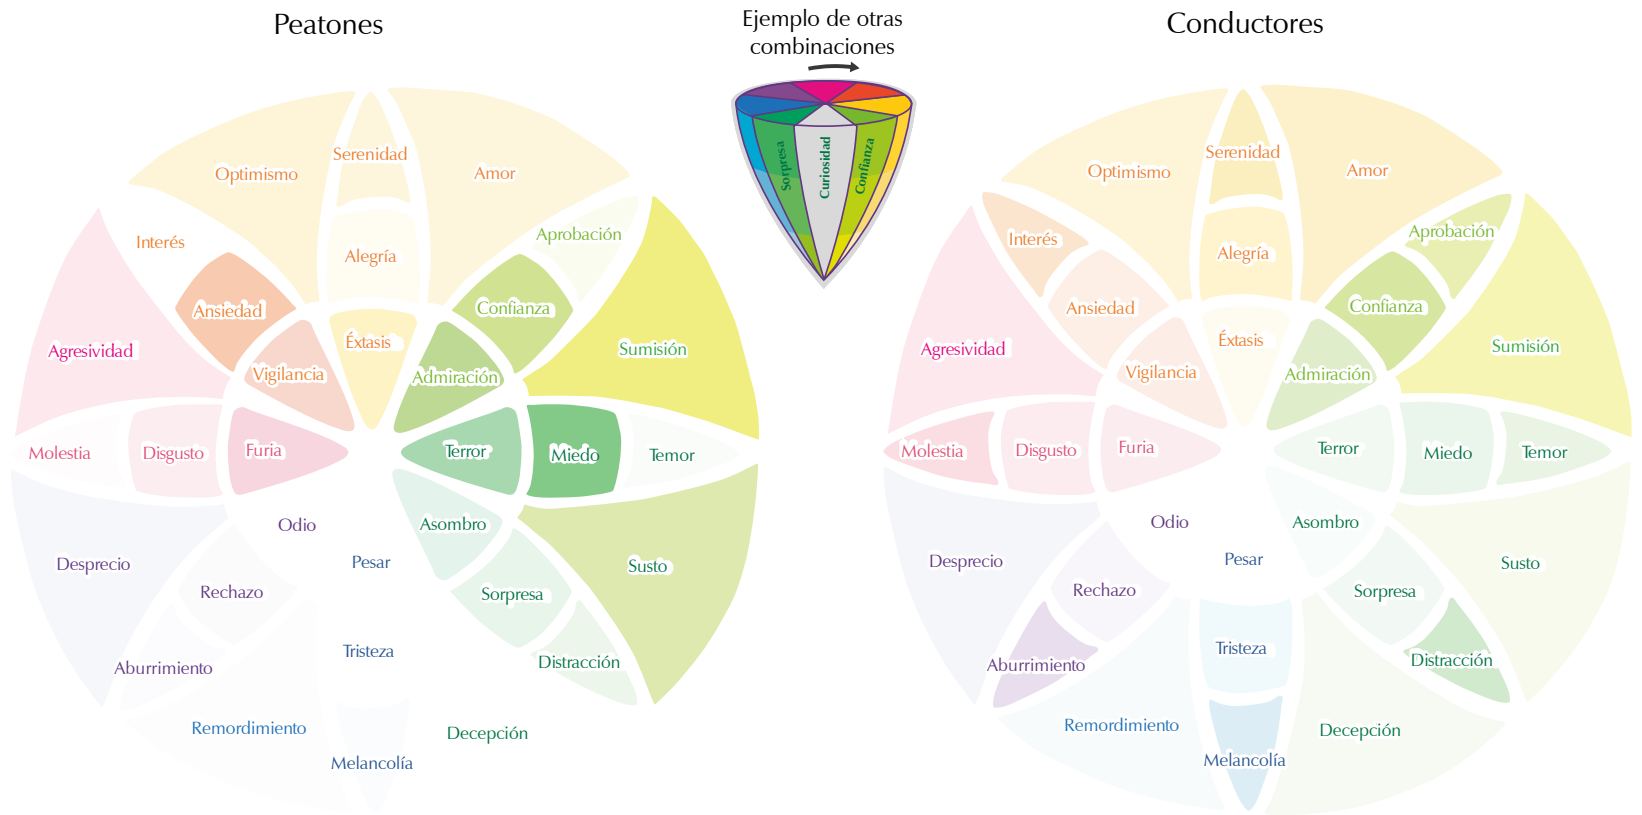 Peatones
Optimismo
Serenidad
Amor
Interés
Alegría
Aprobación
Ansiedad
Confianza
Agresividad
Vigilancia
Éxtasis
Admiración
Sumisión
Molestia
Disgusto
Furia
Terror
Miedo
Temor
Odio
Asombro
Desprecio
Pesar
Susto
Rechazo
Sorpresa
Aburrimiento
Tristeza
Distracción
Remordimiento
Decepción
Melancolía
Ejemplo de otras
combinaciones
Sorpresa
Curiosidad
Confianza
Conductores
Optimismo
Serenidad
Amor
Interés
Alegría
Aprobación
Ansiedad
Confianza
Agresividad
Vigilancia
Éxtasis
Admiración
Sumisión
Molestia
Disgusto
Furia
Terror
Miedo
Temor
Odio
Asombro
Desprecio
Pesar
Susto
Rechazo
Sorpresa
Aburrimiento
Tristeza
Distracción
Remordimiento
Decepción
Melancolía